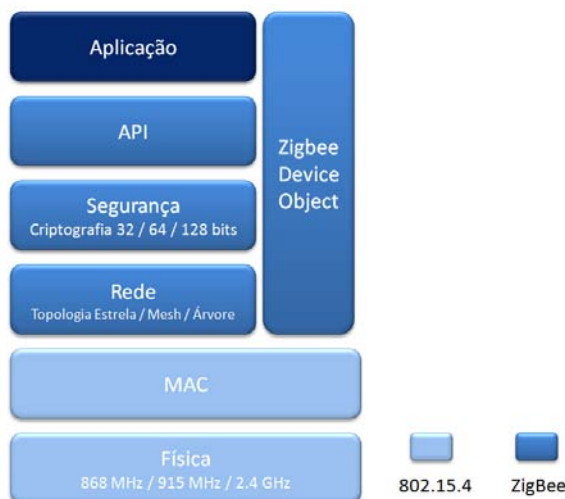 Aplicação
API
Zigbee
Device
Object
Segurança
Criptografia 32 / 64 / 128 bits
Rede
Topologia Estrela / Mesh / Árvore
MAC
Física
868 MHz / 915 MHz / 2.4 GHz
802.15.4
ZigBee